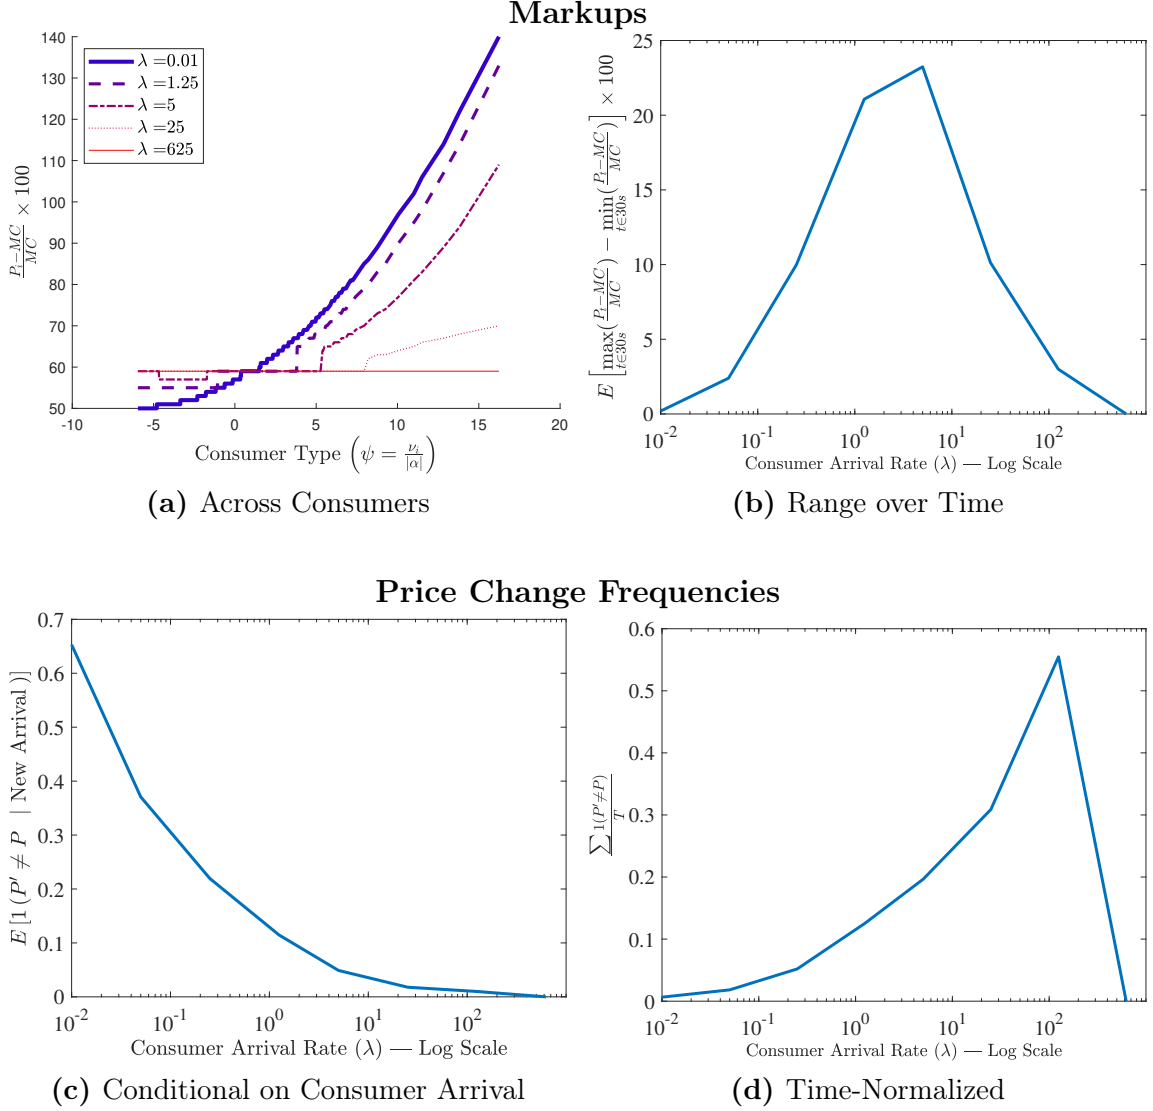 Markups
140
130
120
110
100
90
80
70
60
50
-10
-5
0
5
10
15
20
λ =0.01
λ =1.25
λ =5
λ =25
λ =625
(P_i−MC)/MC × 100
Consumer Type (ψ = ν_i/|α|)
(a) Across Consumers
25
20
15
10
5
0
10^-2
10^-1
10^0
10^1
10^2
E [max_{t∈30s}((P_i−MC)/MC) − min_{t∈30s}((P_i−MC)/MC)] × 100
Consumer Arrival Rate (λ) — Log Scale
(b) Range over Time
Price Change Frequencies
0.7
0.6
0.5
0.4
0.3
0.2
0.1
0
10^-2
10^-1
10^0
10^1
10^2
E [1 (P′ ≠ P | New Arrival )]
Consumer Arrival Rate (λ) — Log Scale
(c) Conditional on Consumer Arrival
0.6
0.5
0.4
0.3
0.2
0.1
0
10^-2
10^-1
10^0
10^1
10^2
∑ 1(P′≠P)/T
Consumer Arrival Rate (λ) — Log Scale
(d) Time-Normalized